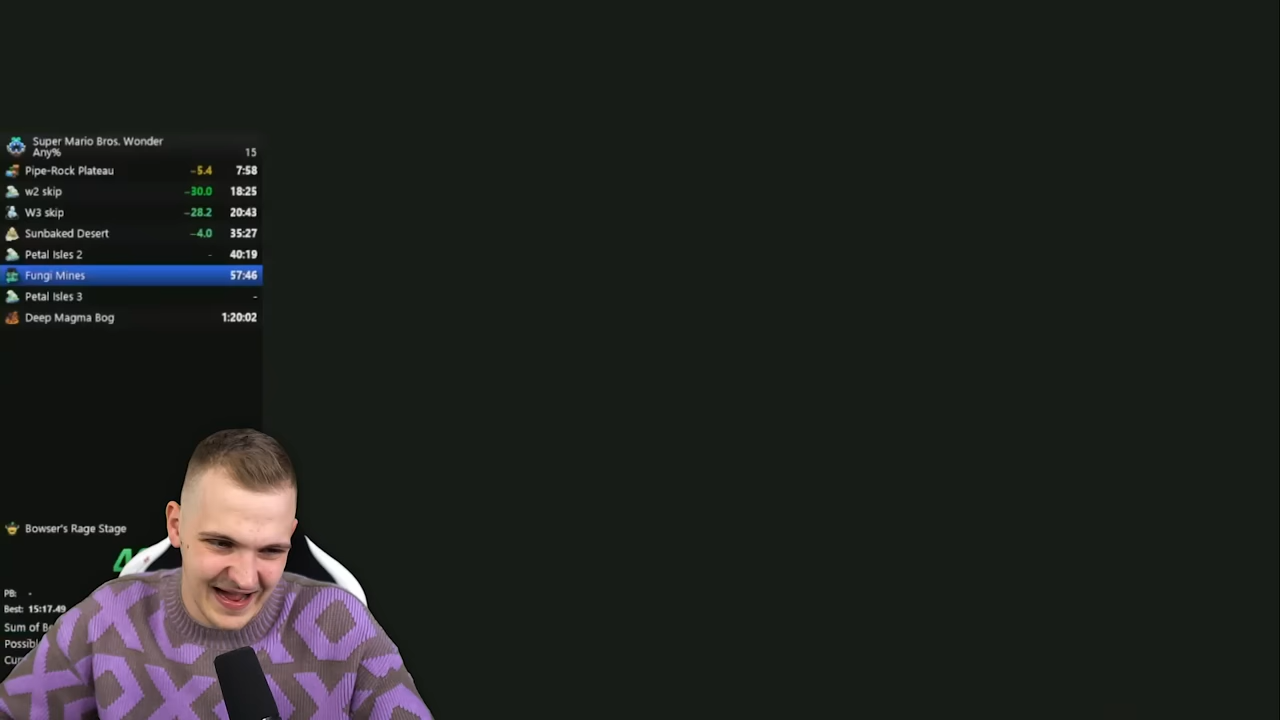 Super Mario Bros. Wonder
Any% 15
Pipe-Rock Plateau -5.4 7:58
w2 skip -30.0 18:25
W3 skip -28.2 20:43
Sunbaked Desert -4.0 35:27
Petal Isles 2 - 40:19
Fungi Mines 57:46
Petal Isles 3 -
Deep Magma Bog 1:20:02
Bowser's Rage Stage
PB: -
Best: 15:17.49
Sum of